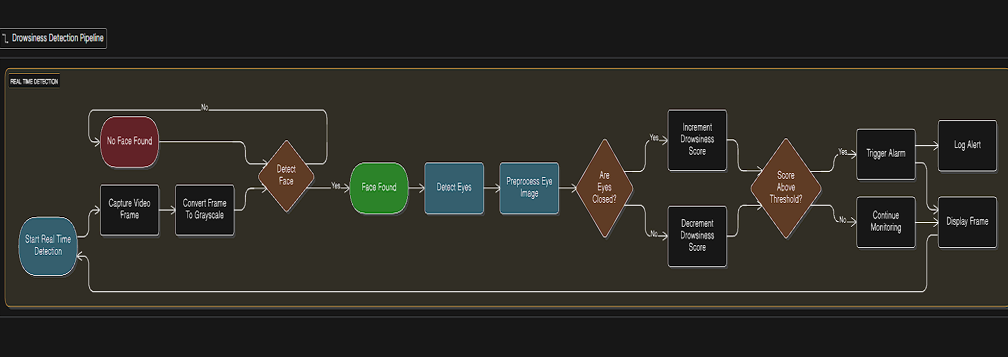 Drowsiness Detection Pipeline
REAL TIME DETECTION
No
No Face Found
Detect
Face
Capture Video
Frame
Convert Frame
To Grayscale
Start Real Time
Detection
Yes
Face Found
Detect Eyes
Preprocess Eye
Image
Are
Eyes
Closed?
Yes
No
Increment
Drowsiness
Score
Decrement
Drowsiness
Score
Score
Above
Threshold?
Yes
No
Trigger Alarm
Continue
Monitoring
Log Alert
Display Frame